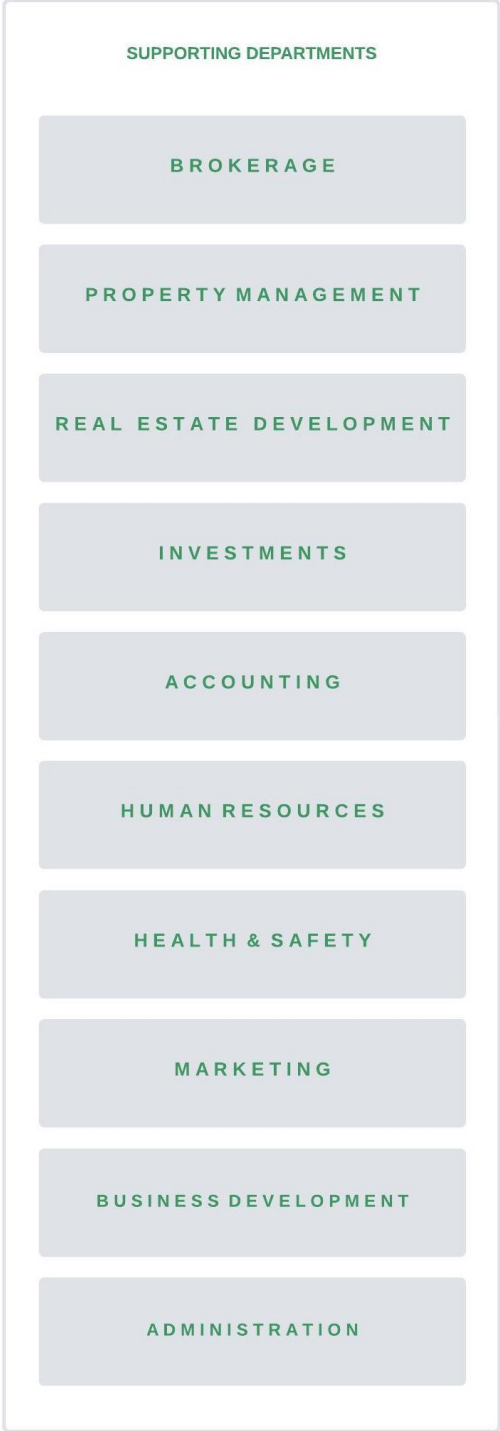 SUPPORTING DEPARTMENTS
BROKERAGE
PROPERTY MANAGEMENT
REAL ESTATE DEVELOPMENT
INVESTMENTS
ACCOUNTING
HUMAN RESOURCES
HEALTH & SAFETY
MARKETING
BUSINESS DEVELOPMENT
ADMINISTRATION